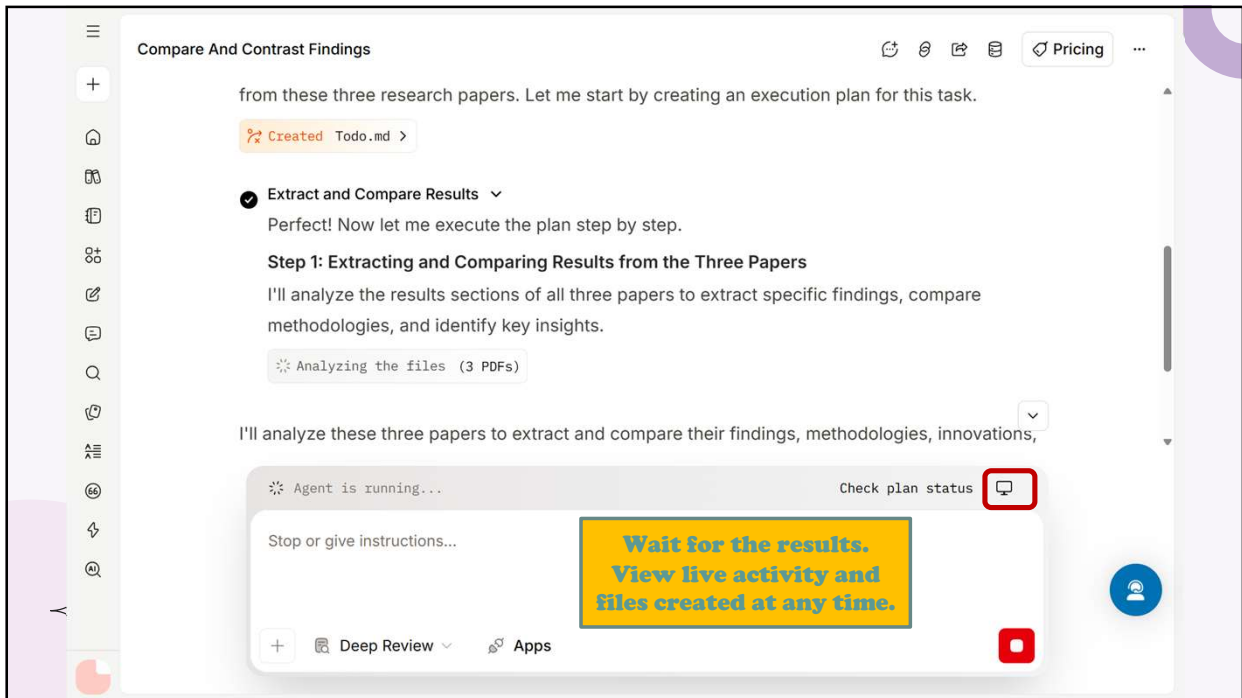 Compare And Contrast Findings
Pricing
from these three research papers. Let me start by creating an execution plan for this task.
Created Todo.md >
Extract and Compare Results
Perfect! Now let me execute the plan step by step.
Step 1: Extracting and Comparing Results from the Three Papers
I'll analyze the results sections of all three papers to extract specific findings, compare
methodologies, and identify key insights.
Analyzing the files (3 PDFs)
I'll analyze these three papers to extract and compare their findings, methodologies, innovations,
Agent is running...
Check plan status
Stop or give instructions...
Wait for the results.
View live activity and
files created at any time.
Deep Review
Apps